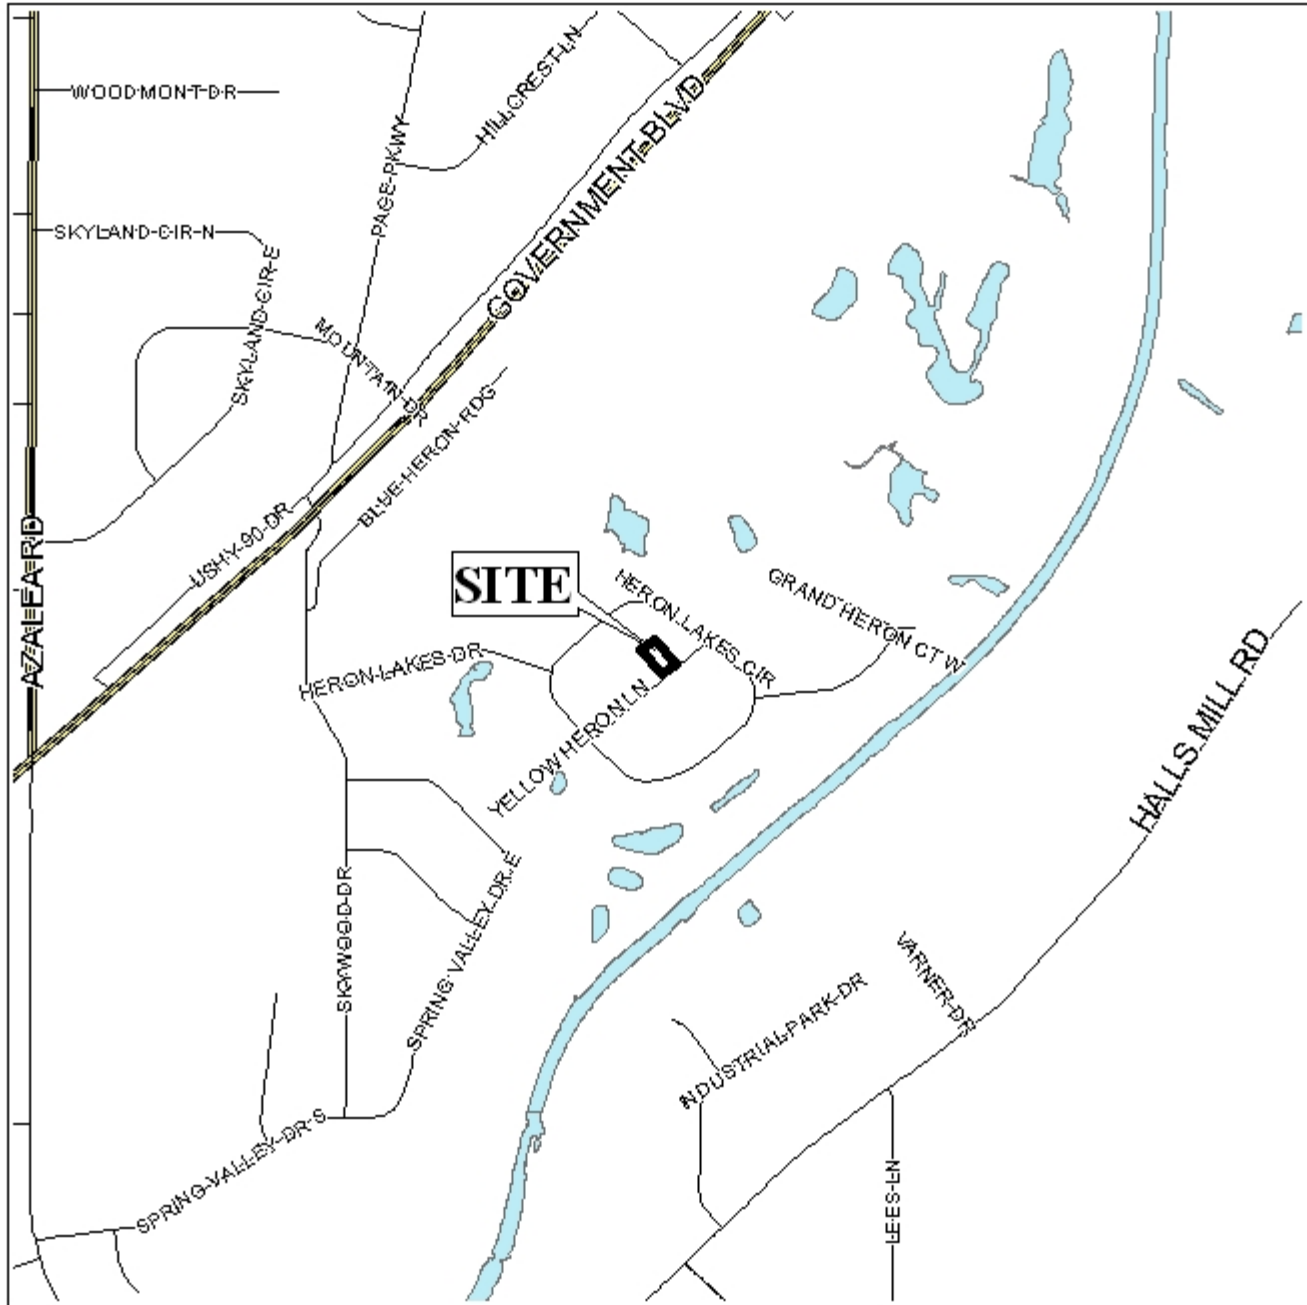 WOODMONT DR
HILLCREST LN
PAGE PKWY
GOVERNMENT BLVD
SKYLAND CIR N
SKYLAND CIR E
MOUNTAIN DR
BLUE HERON RDG
USHY 90 DR
AZALEA RD
SITE
HERON LAKES CIR
GRAND HERON CT W
HERON LAKES DR
YELLOW HERON LN
HALLS MILL RD
SKYWOOD DR
SPRING VALLEY DR E
VARNER DR
INDUSTRIAL PARK DR
SPRING VALLEY DR S
LEES LN